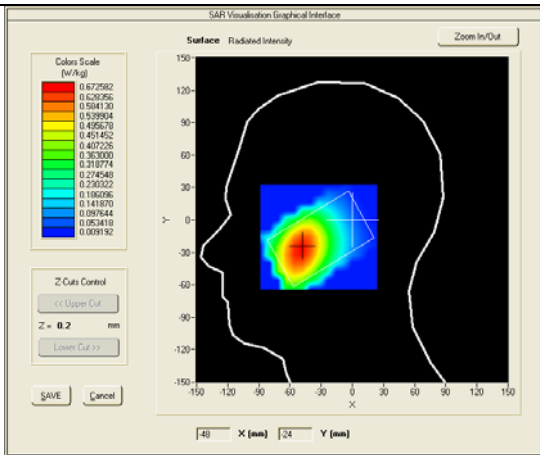 SAR Visualisation Graphical Interface
Surface Radiated Intensity
Zoom In/Out
Colors Scale
(W/kg)
0.672582
0.628356
0.584130
0.539904
0.495678
0.451452
0.407226
0.363000
0.318774
0.274548
0.230322
0.186096
0.141870
0.097644
0.053418
0.009192
Z Cuts Control
<< Upper Cut
Z = 0.2 mm
Lower Cut >>
SAVE
Cancel
150
120
90
60
30
0
-30
-60
-90
-120
-150
Y
-150 -120 -90 -60 -30 0 30 60 90 120 150
X
-48 X (mm) -24 Y (mm)